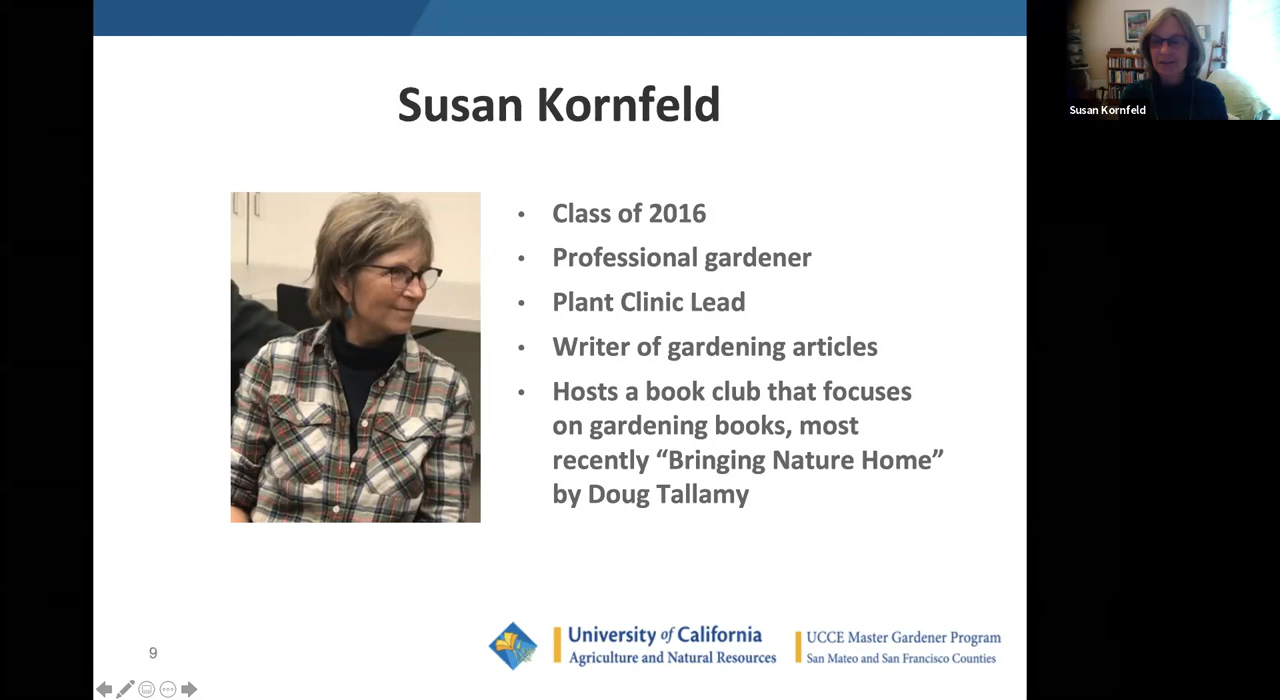 Susan Kornfeld
Susan Kornfeld
• Class of 2016
• Professional gardener
• Plant Clinic Lead
• Writer of gardening articles
• Hosts a book club that focuses
on gardening books, most
recently “Bringing Nature Home”
by Doug Tallamy
University of California
Agriculture and Natural Resources
UCCE Master Gardener Program
San Mateo and San Francisco Counties
9